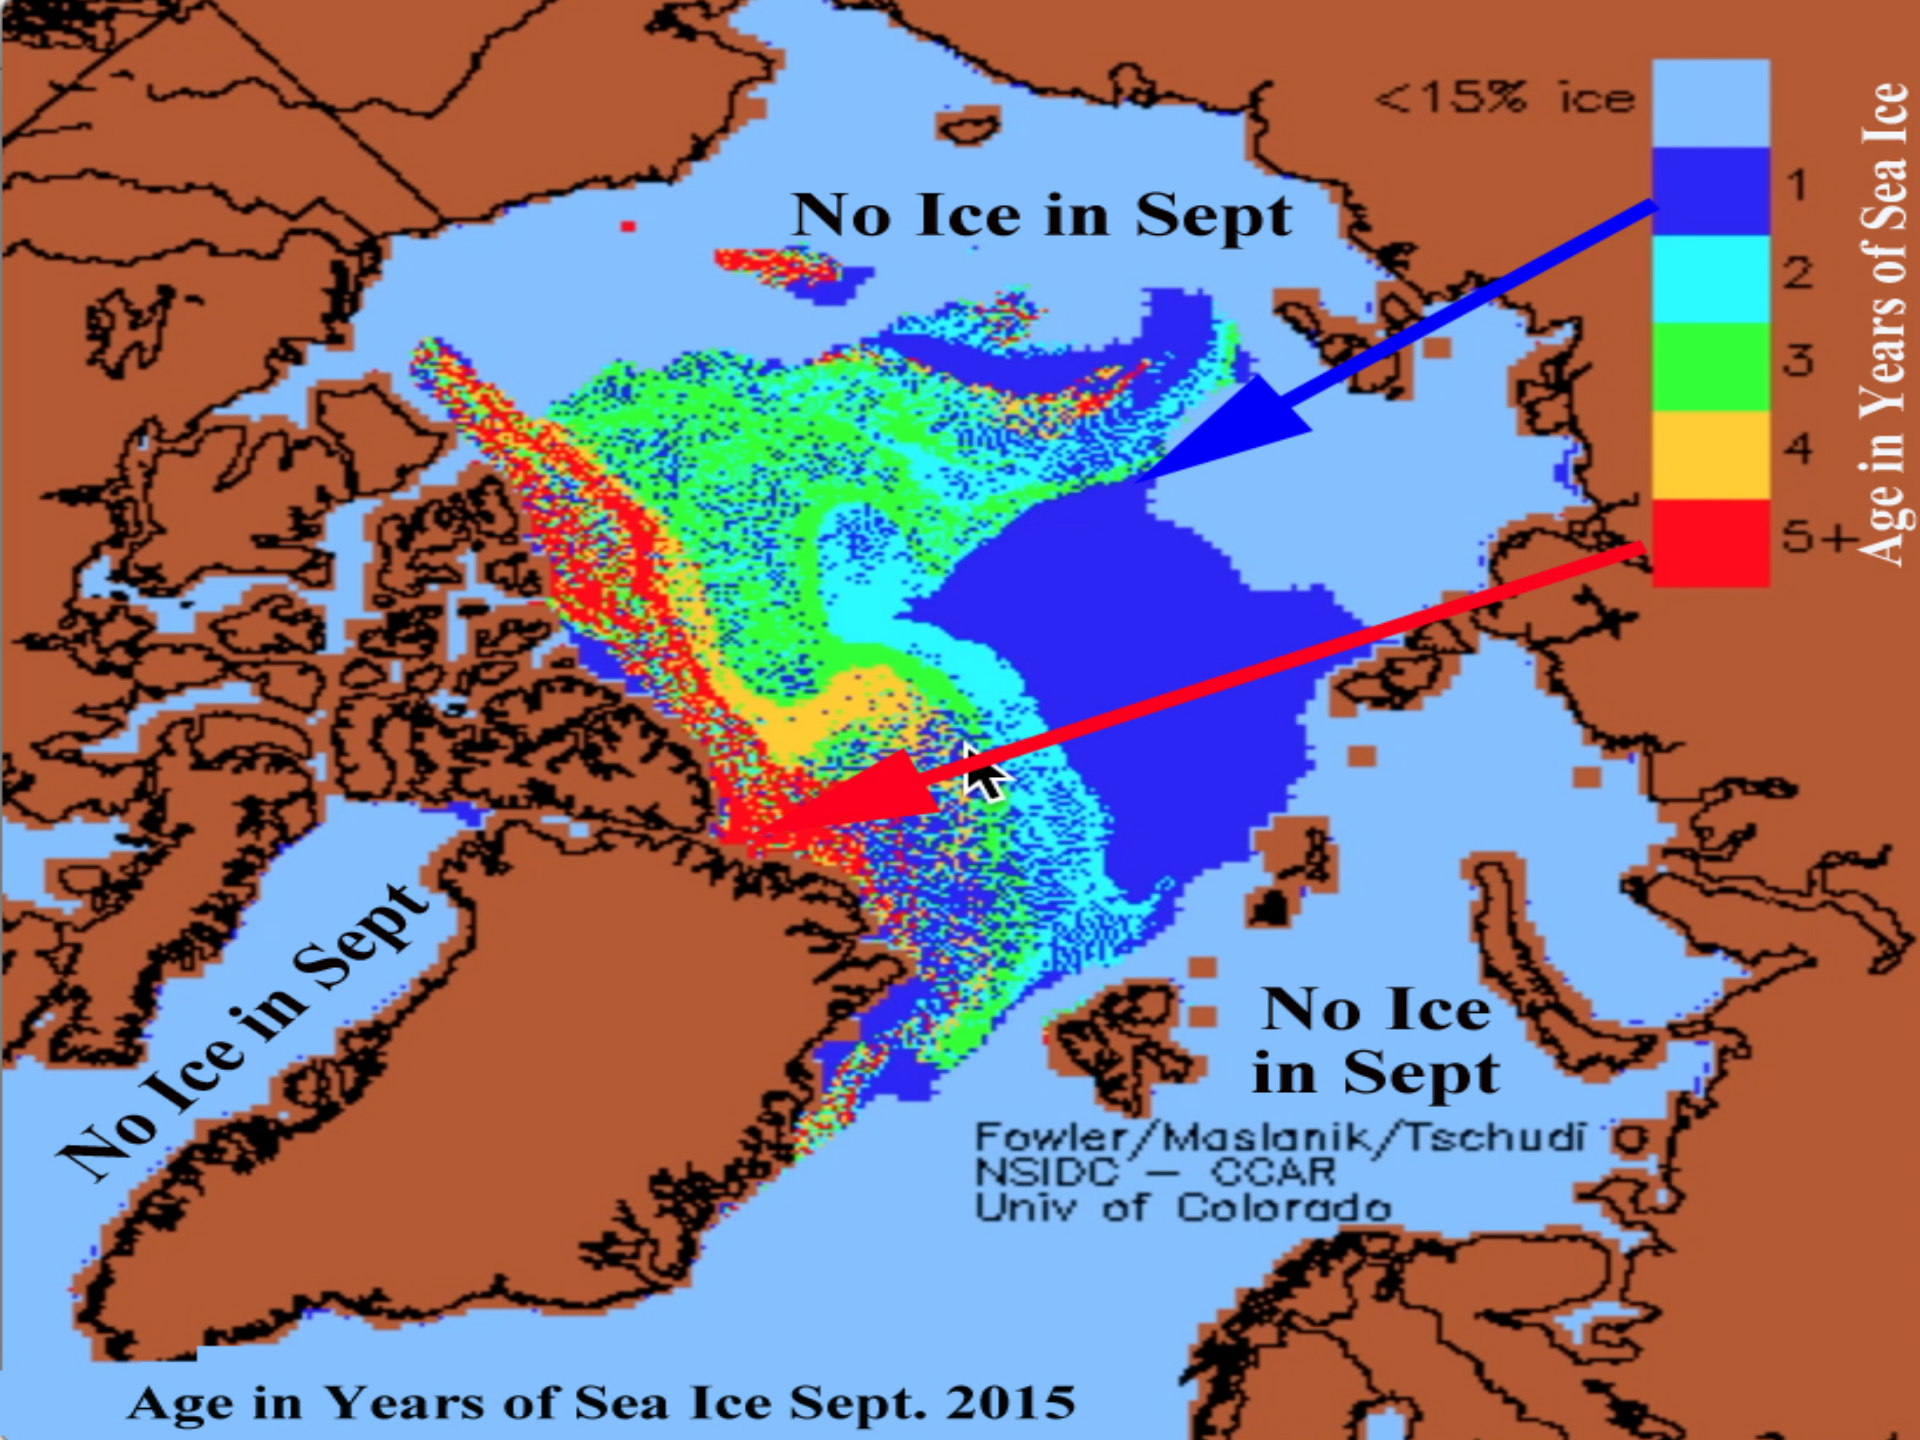 <15% ice
1
2
3
4
5+
Age in Years of Sea Ice
No Ice in Sept
No Ice in Sept
No Ice
in Sept
Fowler/Maslanik/Tschudi
NSIDC – CCAR
Univ of Colorado
Age in Years of Sea Ice Sept. 2015